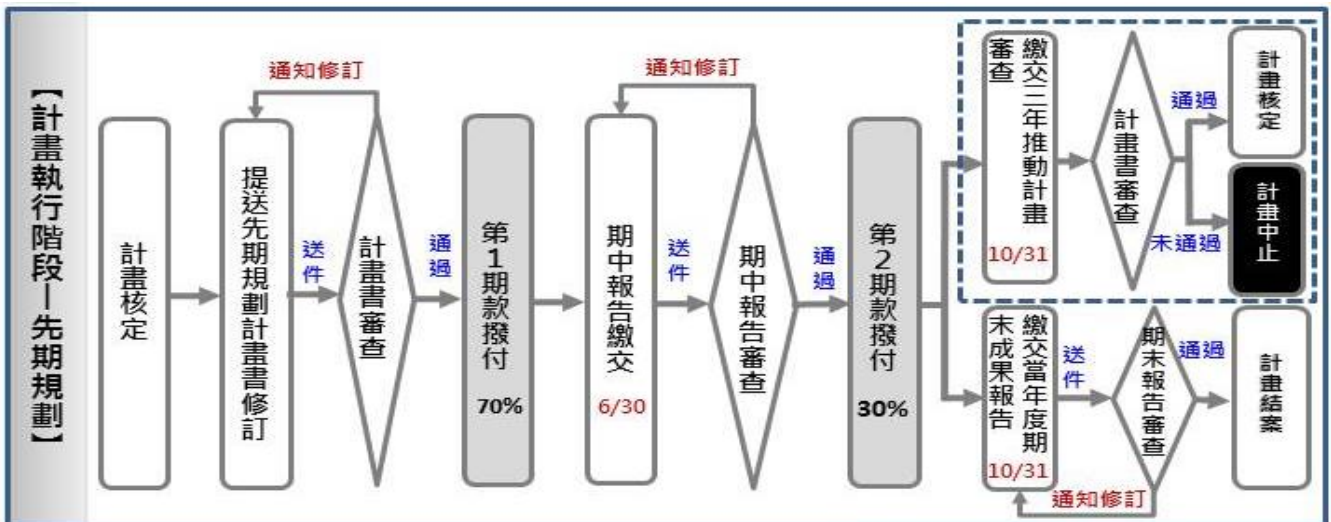 【計畫執行階段—先期規劃】
計畫核定
通知修訂
提送先期規劃計畫書修訂
送件
計畫書審查
通過
第1期款撥付
70%
通知修訂
期中報告繳交
6/30
送件
期中報告審查
通過
第2期款撥付
30%
繳交三年推動計畫
審查
10/31
計畫書審查
通過
計畫核定
未通過
計畫中止
繳交當年度期
末成果報告
10/31
送件
期末報告審查
通過
計畫結案
通知修訂